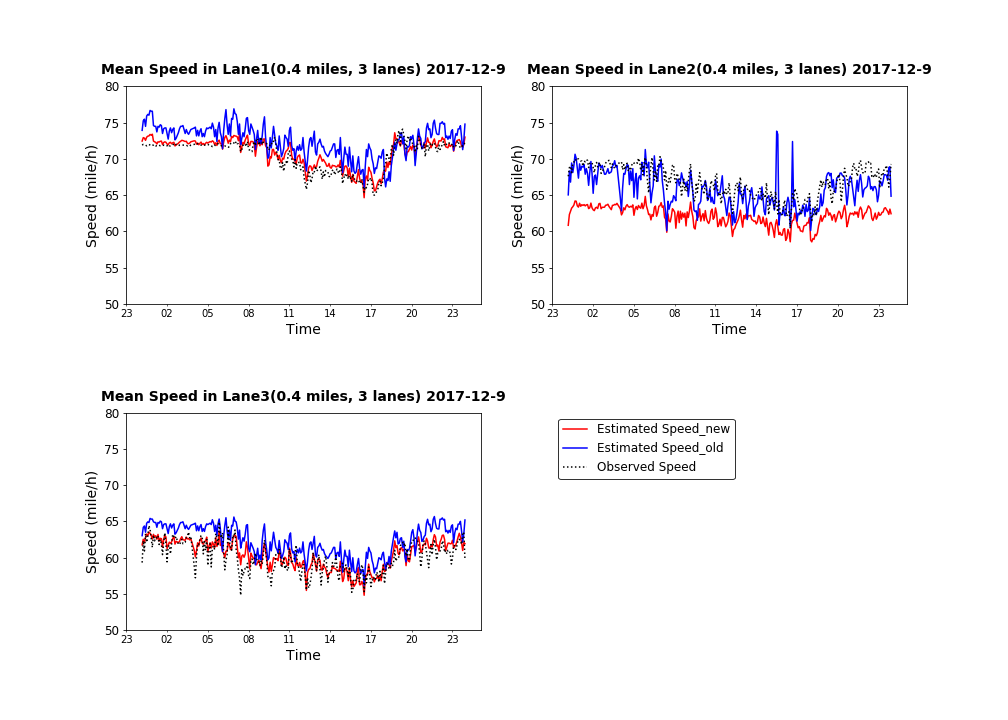 Mean Speed in Lane1(0.4 miles, 3 lanes) 2017-12-9
80
75
70
65
60
55
50
Speed (mile/h)
23 02 05 08 11 14 17 20 23
Time
Mean Speed in Lane2(0.4 miles, 3 lanes) 2017-12-9
80
75
70
65
60
55
50
Speed (mile/h)
23 02 05 08 11 14 17 20 23
Time
Mean Speed in Lane3(0.4 miles, 3 lanes) 2017-12-9
80
75
70
65
60
55
50
Speed (mile/h)
23 02 05 08 11 14 17 20 23
Time
Estimated Speed_new
Estimated Speed_old
Observed Speed